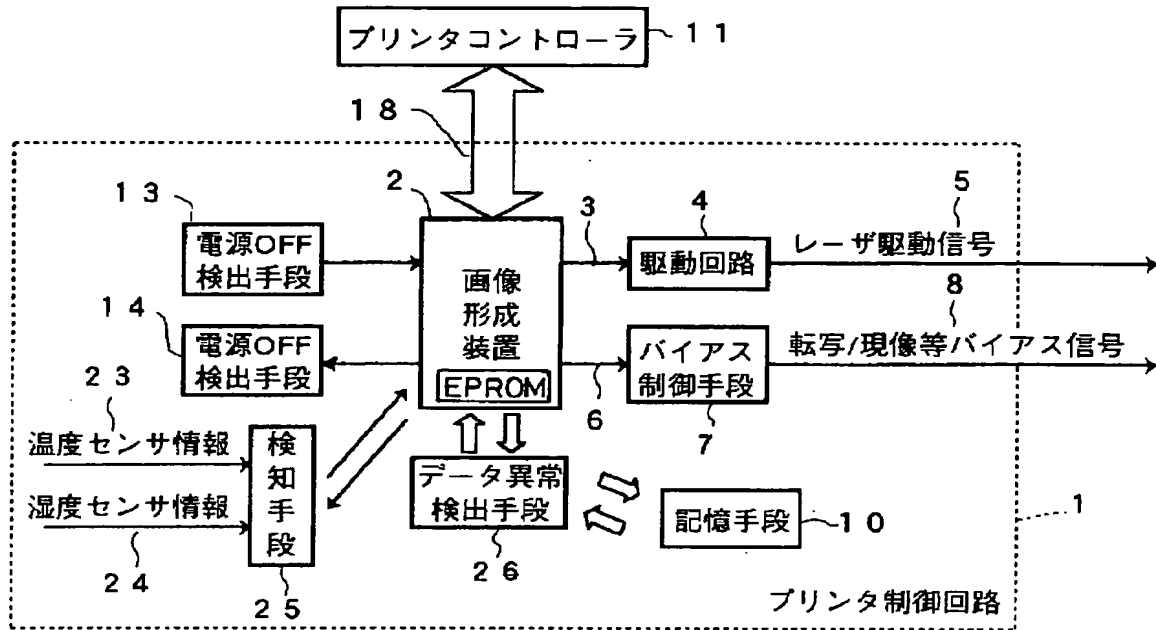 プリンタコントローラ
11
18
13
電源OFF
検出手段
2
画像
形成
装置
EPROM
3
4
駆動回路
5
レーザ駆動信号
14
電源OFF
検出手段
6
バイアス
制御手段
7
8
転写/現像等バイアス信号
23
温度センサ情報
湿度センサ情報
24
検
知
手
段
25
データ異常
検出手段
26
記憶手段
10
1
プリンタ制御回路